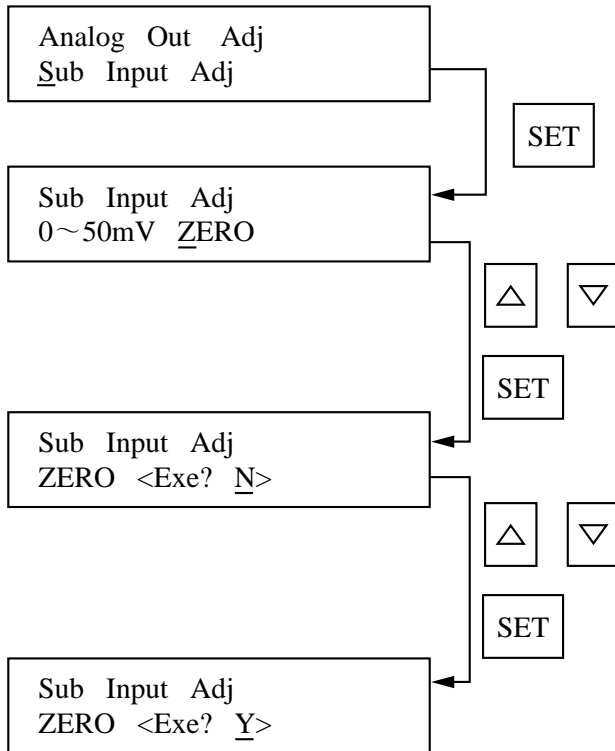 Analog Out Adj
Sub Input Adj
SET
Sub Input Adj
0～50mV ZERO
△ ▽
SET
Sub Input Adj
ZERO <Exe? N>
△ ▽
SET
Sub Input Adj
ZERO <Exe? Y>